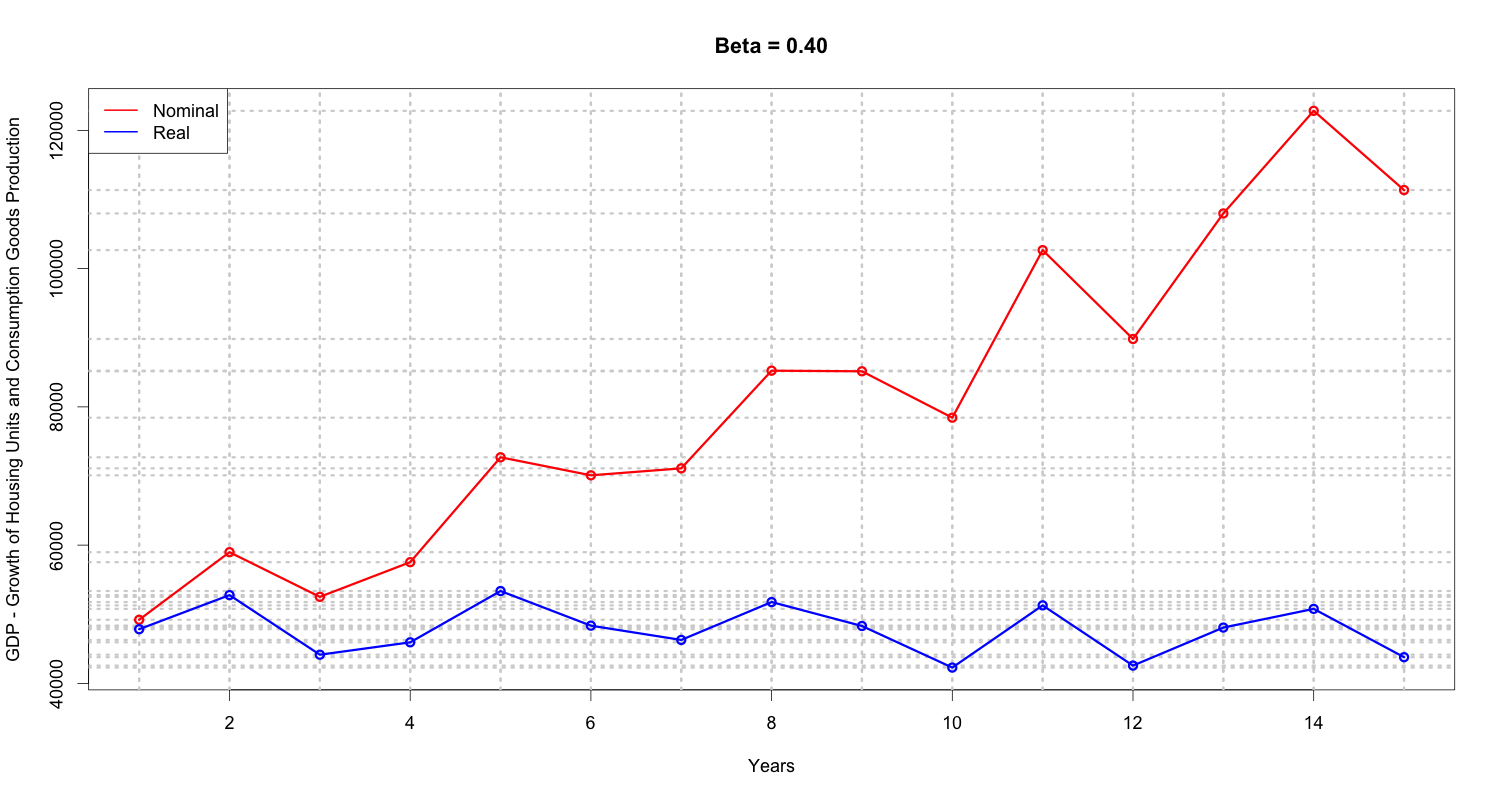 Beta = 0.40
Nominal
Real
GDP - Growth of Housing Units and Consumption Goods Production
120000
100000
80000
60000
40000
2 4 6 8 10 12 14
Years